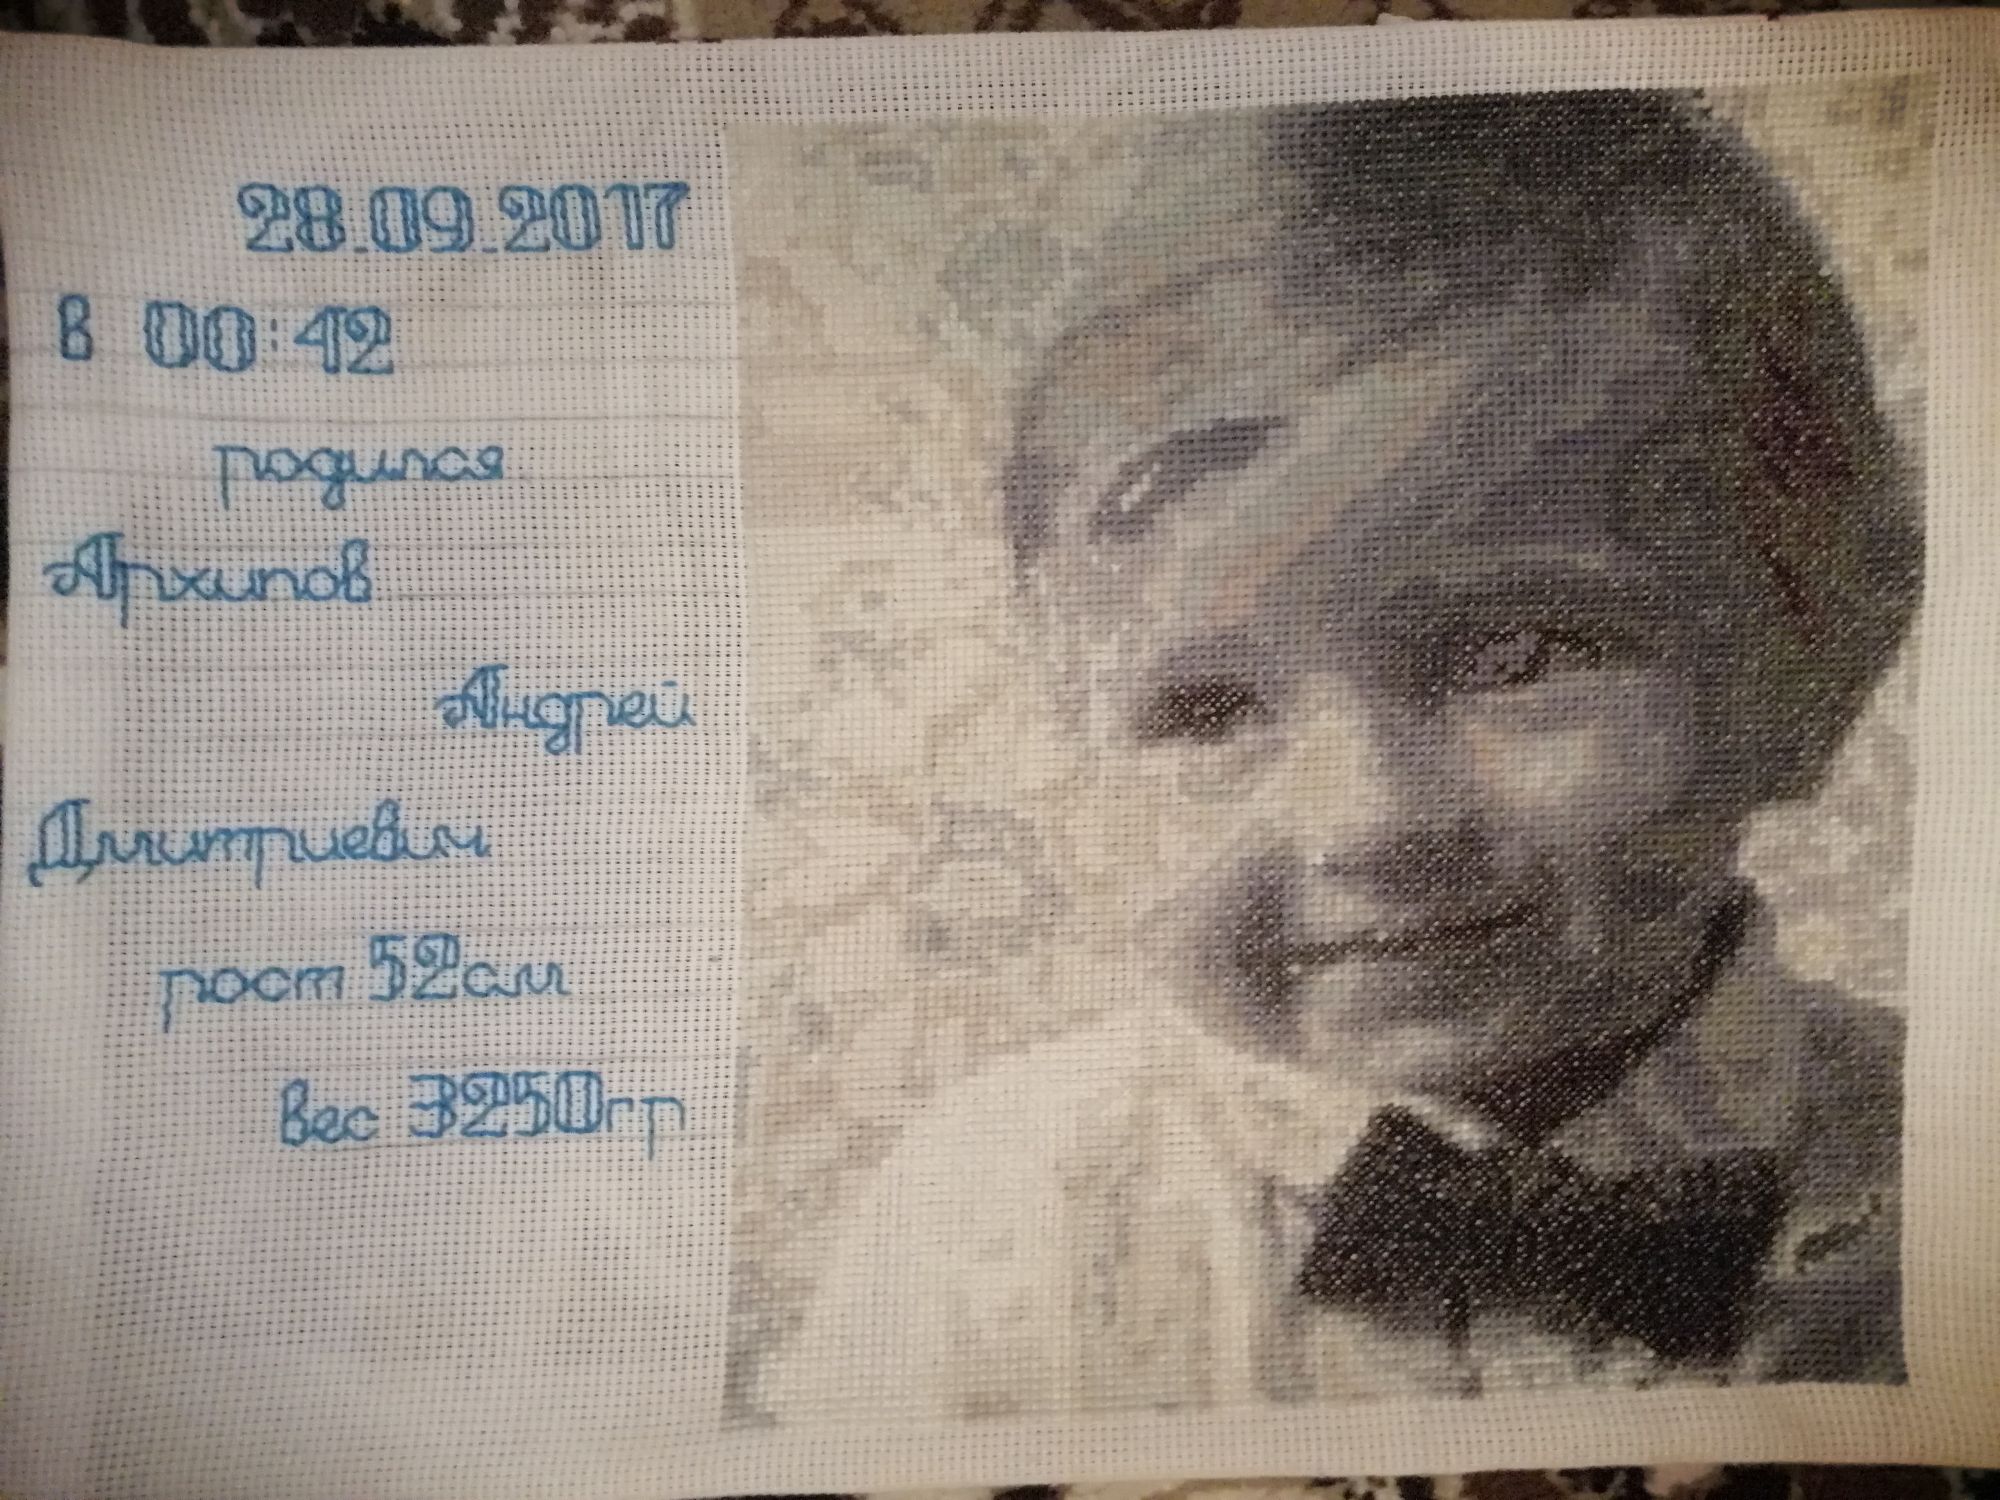 28.09.2017
в 00:42
родился
Архипов
Андрей
Дмитриевич
рост 52см
вес 3250гр